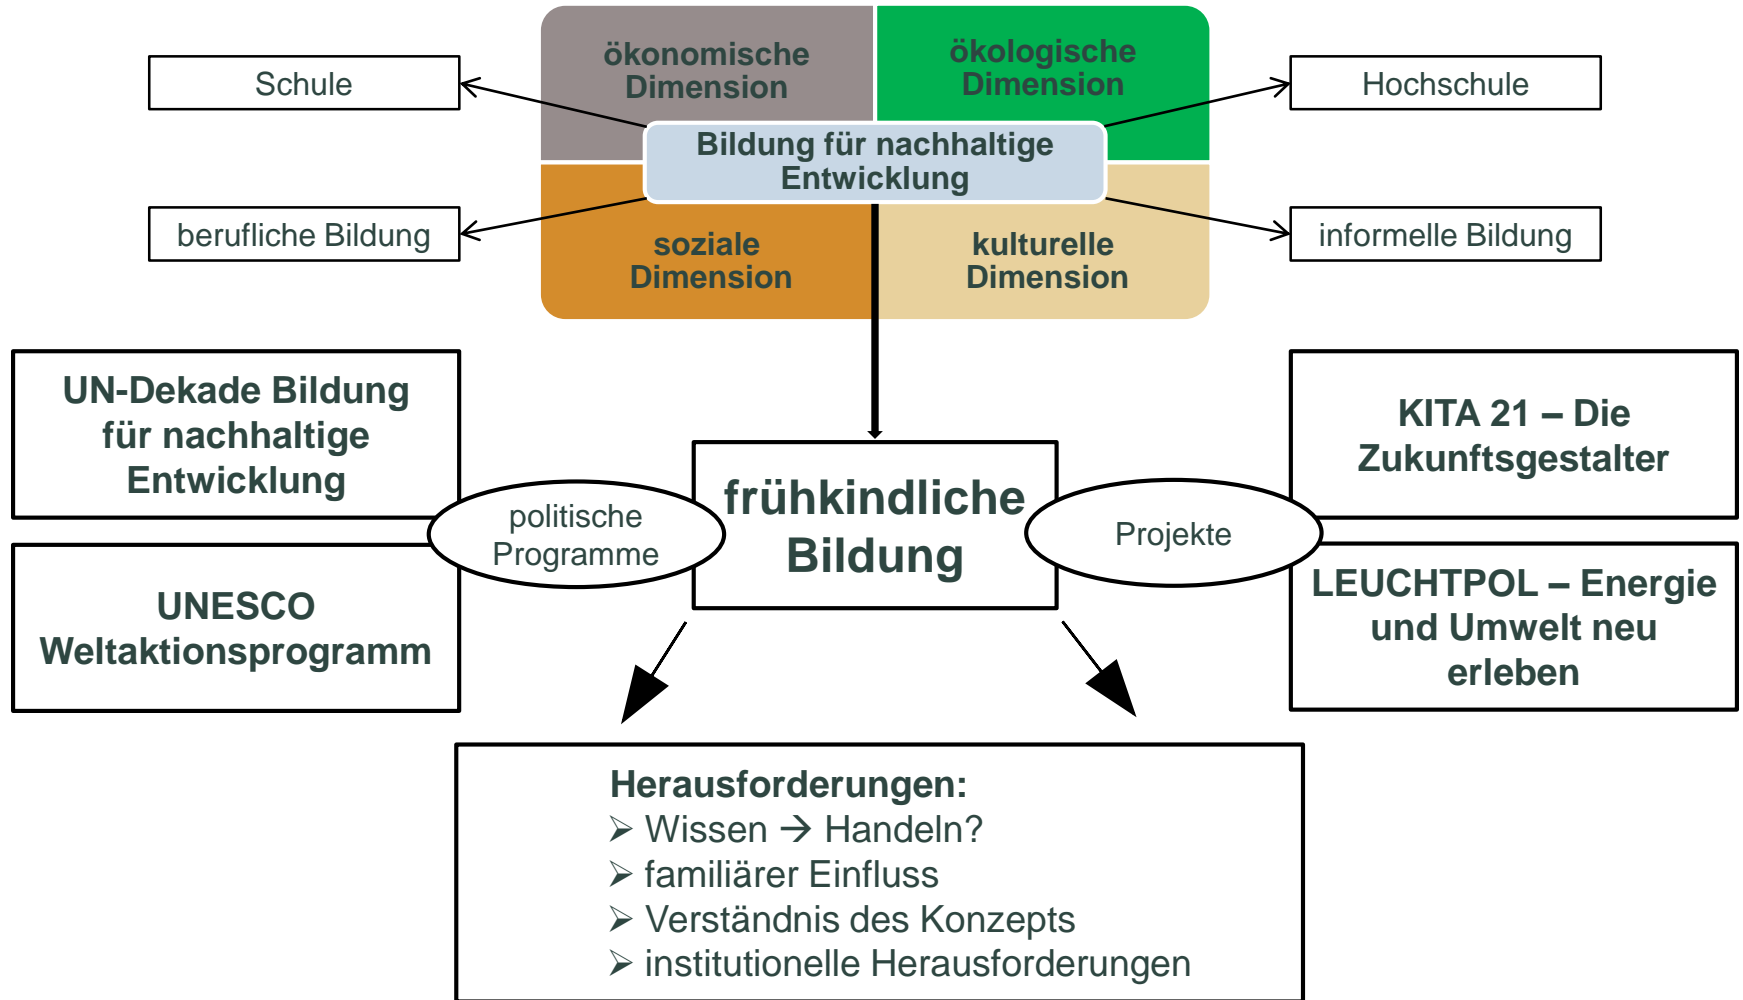 ökonomische
Dimension
ökologische
Dimension
Schule
Hochschule
Bildung für nachhaltige
Entwicklung
berufliche Bildung
informelle Bildung
soziale
Dimension
kulturelle
Dimension
UN-Dekade Bildung
für nachhaltige
Entwicklung
KITA 21 – Die
Zukunftsgestalter
politische
Programme
frühkindliche
Bildung
Projekte
UNESCO
Weltaktionsprogramm
LEUCHTPOL – Energie
und Umwelt neu
erleben
Herausforderungen:
➢ Wissen → Handeln?
➢ familiärer Einfluss
➢ Verständnis des Konzepts
➢ institutionelle Herausforderungen